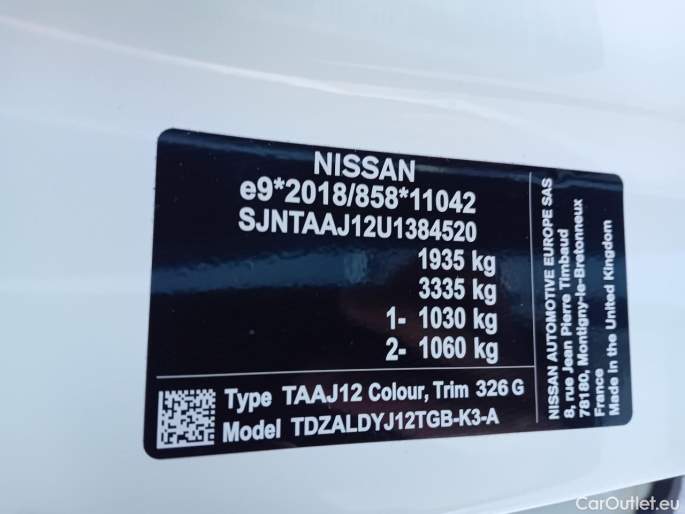 NISSAN
e9*2018/858*11042
SJNTAAJ12U1384520
1935 kg
3335 kg
1- 1030 kg
2- 1060 kg
Type TAAJ12 Colour, Trim 326 G
Model TDZALDYJ12TGB-K3-A
NISSAN AUTOMOTIVE EUROPE SAS
8, rue Jean Pierre Timbaud
78180, Montigny-le-Bretonneux
France
Made in the United Kingdom
CarOutlet.eu